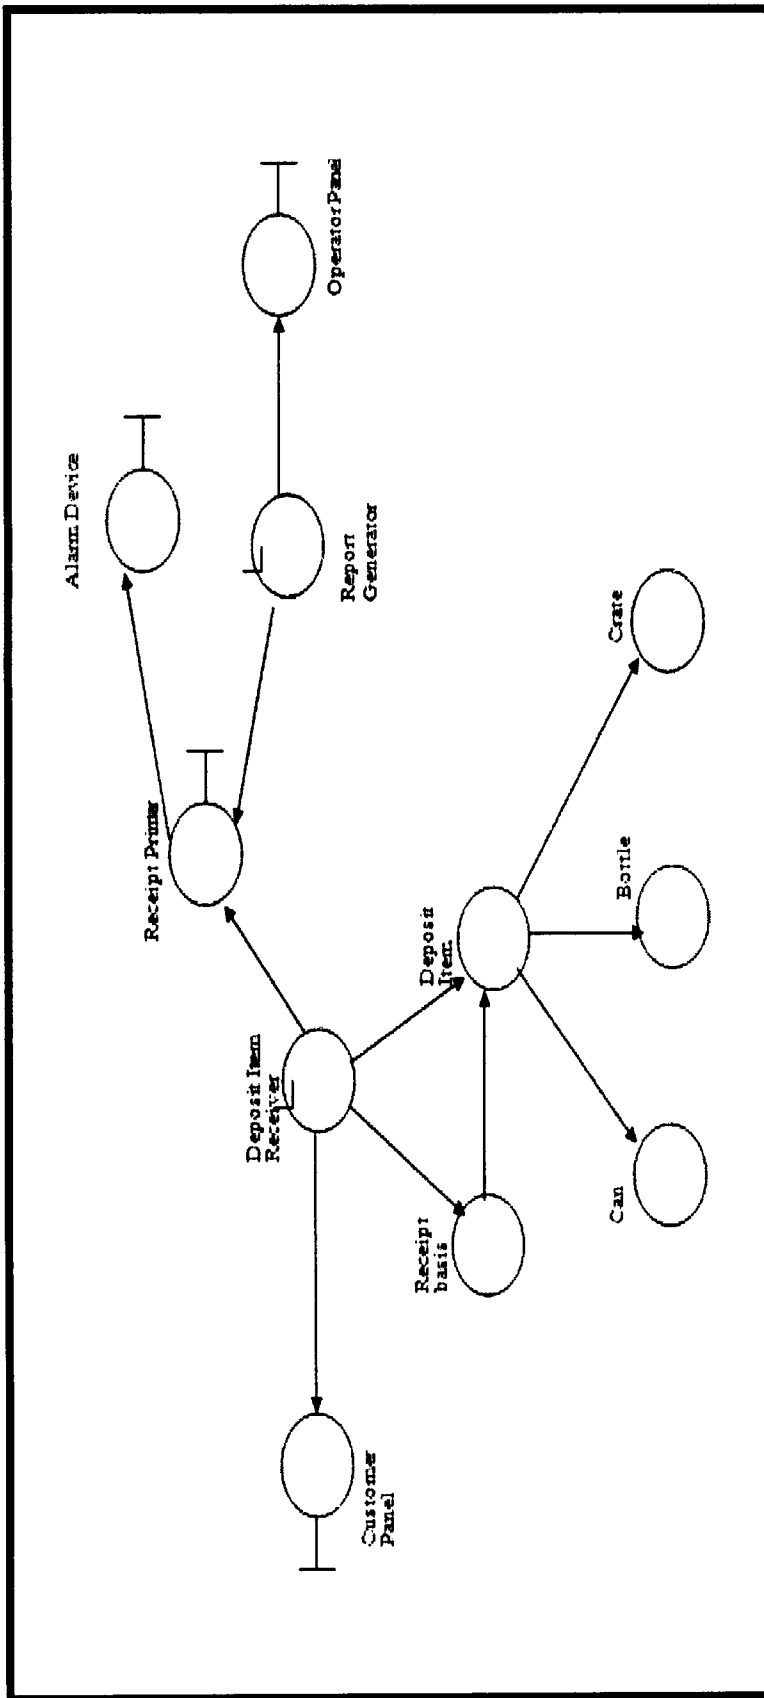 Alarm Device
Operator Panel
Receipt Printer
Report
Generator
Deposit Item
Receiver
Customer
Panel
Receipt
basis
Deposit
Item
Can
Bottle
Crate